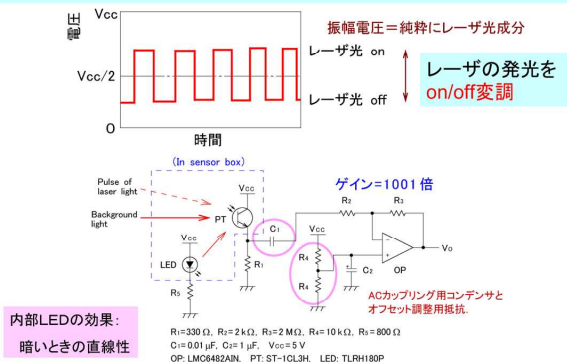 電圧
Vcc
Vcc/2
O
時間
振幅電圧＝純粋にレーザ光成分
レーザ光 on
レーザ光 off
レーザの発光を
on/off変調
(In sensor box)
Pulse of
laser light
Background
light
Vcc
PT
Vcc
LED
R5
R1
C1
ゲイン=1001 倍
R2
R3
Vcc
R4
R4
C2
−
+
OP
Vo
ACカップリング用コンデンサと
オフセット調整用抵抗.
内部LEDの効果:
暗いときの直線性
R1=330 Ω, R2=2 kΩ, R3=2 MΩ, R4=10 kΩ, R5=800 Ω
C1=0.01 μF, C2=1 μF, Vcc=5 V
OP: LMC6482AIN, PT: ST-1CL3H, LED: TLRH180P